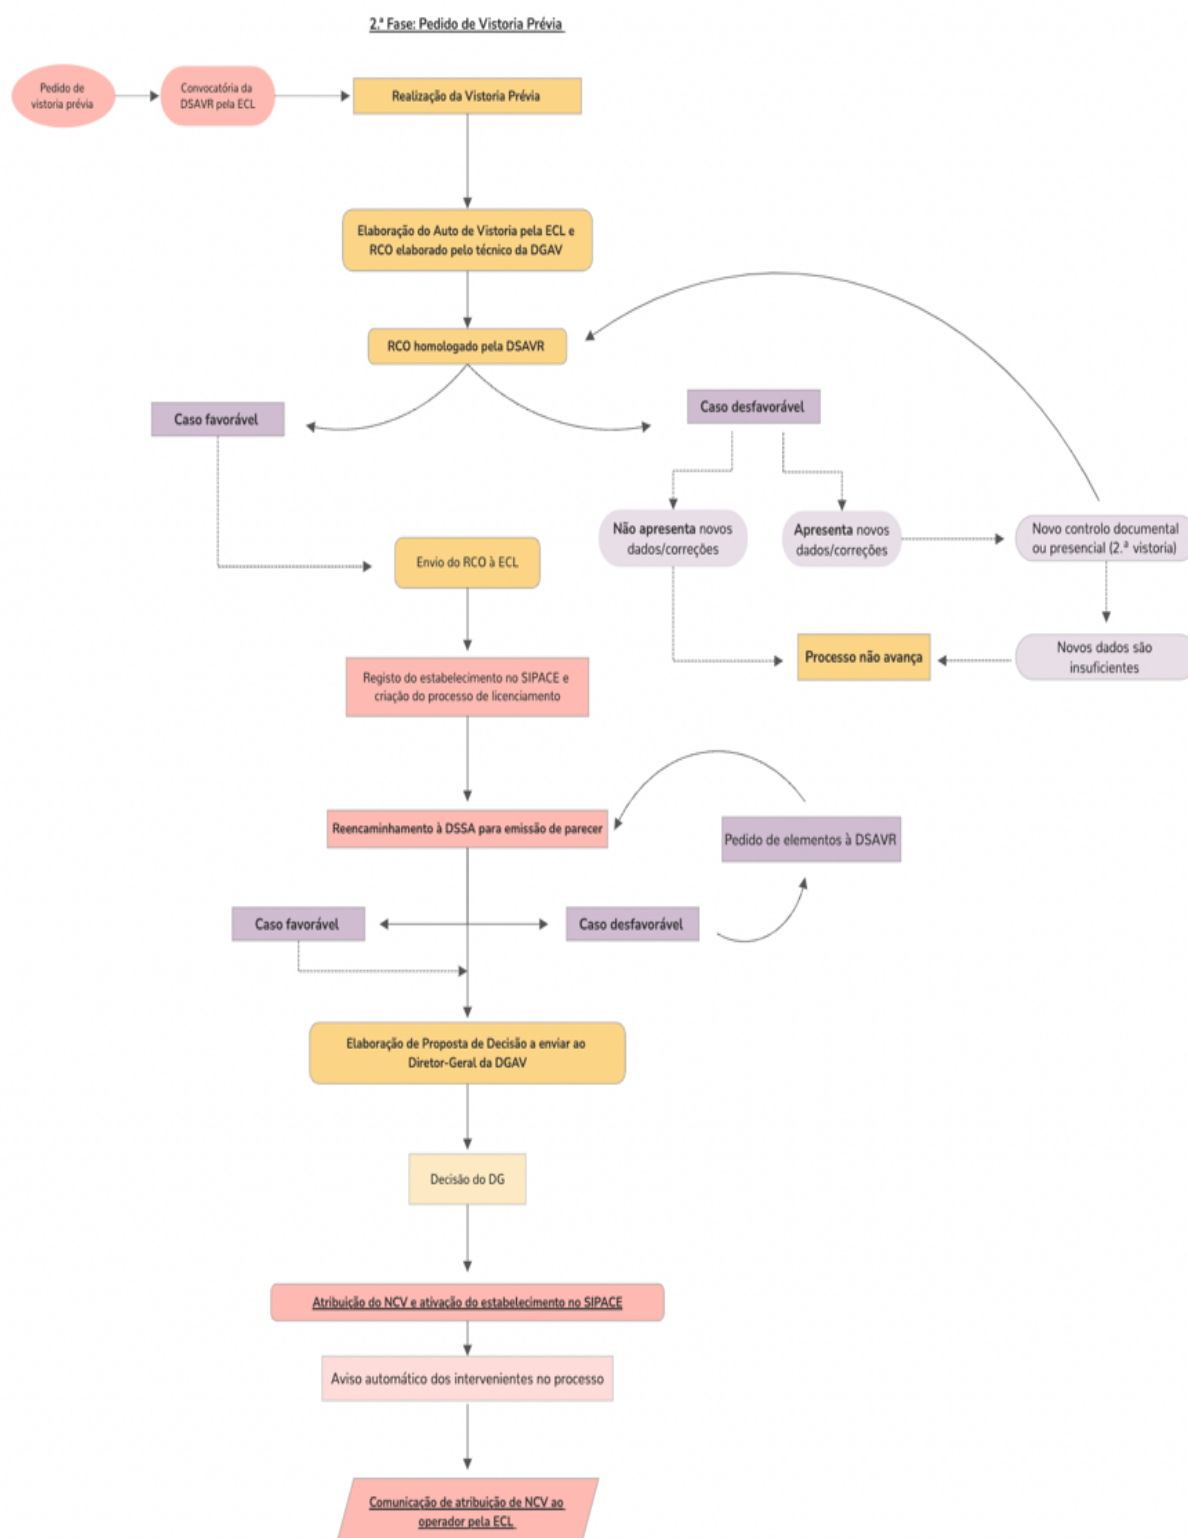 2.ª Fase: Pedido de Vistoria Prévia
Pedido de
vistoria prévia
Convocatória da
DSAVR pela ECL
Realização da Vistoria Prévia
Elaboração do Auto de Vistoria pela ECL e
RCO elaborado pelo técnico da DGAV
RCO homologado pela DSAVR
Caso favorável
Caso desfavorável
Não apresenta novos
dados/correções
Apresenta novos
dados/correções
Novo controlo documental
ou presencial (2.ª vistoria)
Envio do RCO à ECL
Processo não avança
Novos dados são
insuficientes
Registo do estabelecimento no SIPACE e
criação do processo de licenciamento
Reencaminhamento à DSSA para emissão de parecer
Pedido de elementos à DSAVR
Caso favorável
Caso desfavorável
Elaboração de Proposta de Decisão a enviar ao
Diretor-Geral da DGAV
Decisão do DG
Atribuição do NCV e ativação do estabelecimento no SIPACE
Aviso automático dos intervenientes no processo
Comunicação de atribuição de NCV ao
operador pela ECL